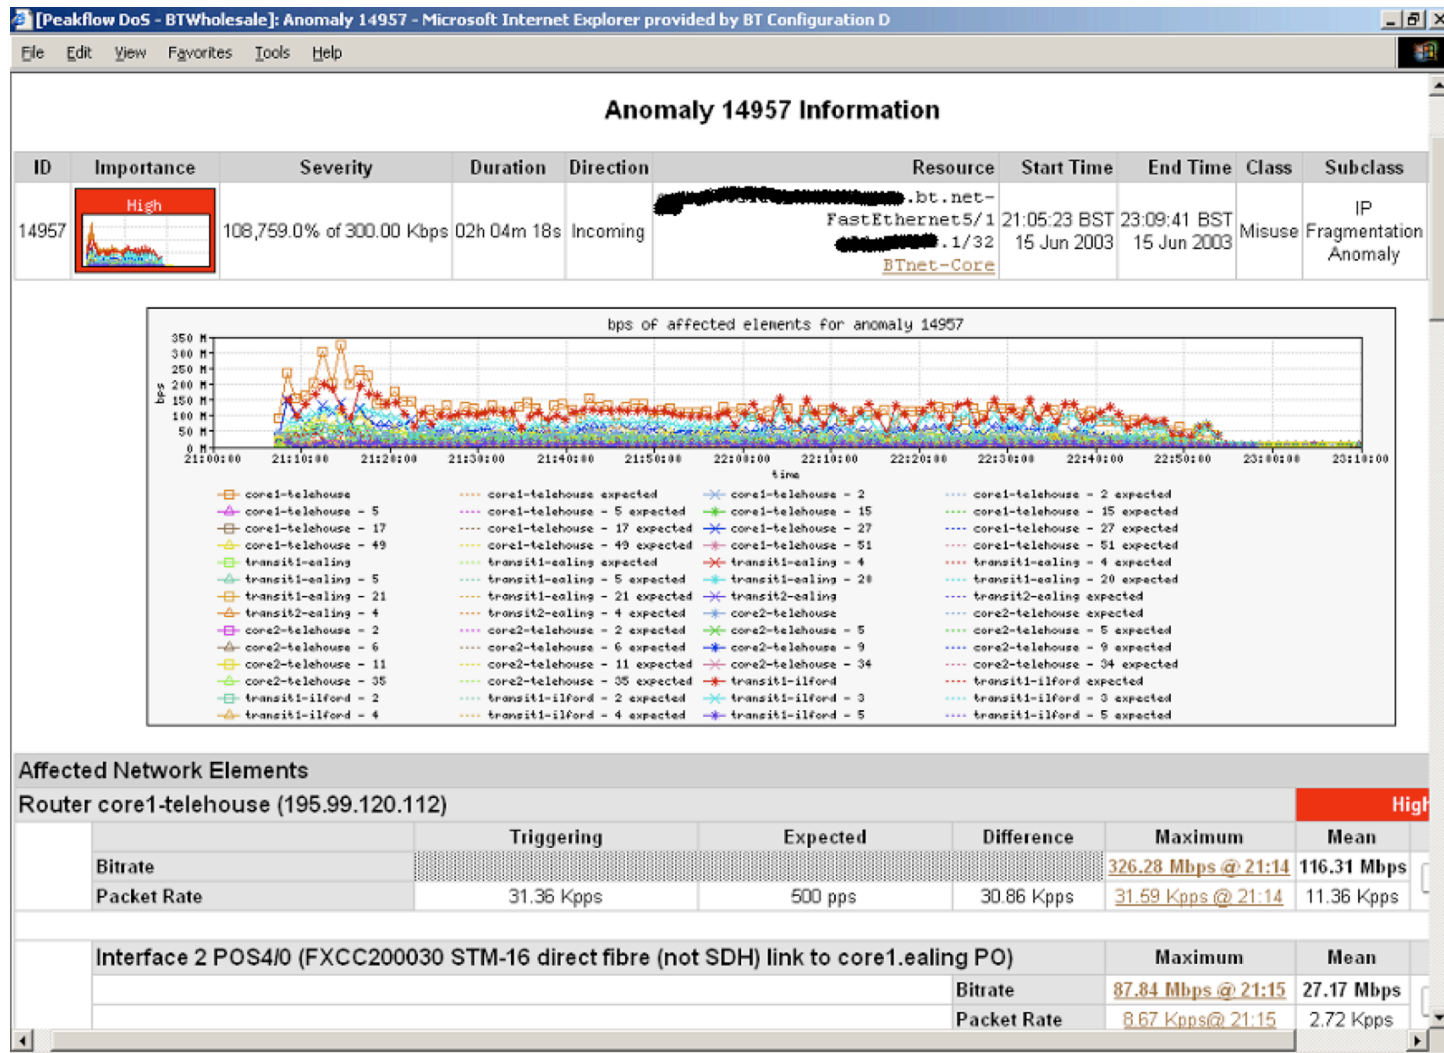 [Peakflow DoS - BTWholesale]: Anomaly 14957 - Microsoft Internet Explorer provided by BT Configuration D
File Edit View Favorites Tools Help
Anomaly 14957 Information
ID Importance Severity Duration Direction Resource Start Time End Time Class Subclass
14957 High 108,759.0% of 300.00 Kbps 02h 04m 18s Incoming .bt.net-FastEthernet5/1 .1/32 BTnet-Core 21:05:23 BST 15 Jun 2003 23:09:41 BST 15 Jun 2003 Misuse IP Fragmentation Anomaly
bps of affected elements for anomaly 14957
350 M
300 M
250 M
200 M
150 M
100 M
50 M
0 M
bps
21:00:00 21:10:00 21:20:00 21:30:00 21:40:00 21:50:00 22:00:00 22:10:00 22:20:00 22:30:00 22:40:00 22:50:00 23:00:00 23:10:00
time
core1-telehouse core1-telehouse expected core1-telehouse - 2 core1-telehouse - 2 expected
core1-telehouse - 5 core1-telehouse - 5 expected core1-telehouse - 15 core1-telehouse - 15 expected
core1-telehouse - 17 core1-telehouse - 17 expected core1-telehouse - 27 core1-telehouse - 27 expected
core1-telehouse - 49 core1-telehouse - 49 expected core1-telehouse - 51 core1-telehouse - 51 expected
transit1-ealing transit1-ealing expected transit1-ealing - 4 transit1-ealing - 4 expected
transit1-ealing - 5 transit1-ealing - 5 expected transit1-ealing - 20 transit1-ealing - 20 expected
transit1-ealing - 21 transit1-ealing - 21 expected transit2-ealing transit2-ealing expected
transit2-ealing - 4 transit2-ealing - 4 expected core2-telehouse core2-telehouse expected
core2-telehouse - 2 core2-telehouse - 2 expected core2-telehouse - 5 core2-telehouse - 5 expected
core2-telehouse - 6 core2-telehouse - 6 expected core2-telehouse - 9 core2-telehouse - 9 expected
core2-telehouse - 11 core2-telehouse - 11 expected core2-telehouse - 34 core2-telehouse - 34 expected
core2-telehouse - 35 core2-telehouse - 35 expected transit1-ilford transit1-ilford expected
transit1-ilford - 2 transit1-ilford - 2 expected transit1-ilford - 3 transit1-ilford - 3 expected
transit1-ilford - 4 transit1-ilford - 4 expected transit1-ilford - 5 transit1-ilford - 5 expected
Affected Network Elements
Router core1-telehouse (195.99.120.112) High
Triggering Expected Difference Maximum Mean
Bitrate 326.28 Mbps @ 21:14 116.31 Mbps
Packet Rate 31.36 Kpps 500 pps 30.86 Kpps 31.59 Kpps @ 21:14 11.36 Kpps
Interface 2 POS4/0 (FXCC200030 STM-16 direct fibre (not SDH) link to core1.ealing PO) Maximum Mean
Bitrate 87.84 Mbps @ 21:15 27.17 Mbps
Packet Rate 8.67 Kpps@ 21:15 2.72 Kpps